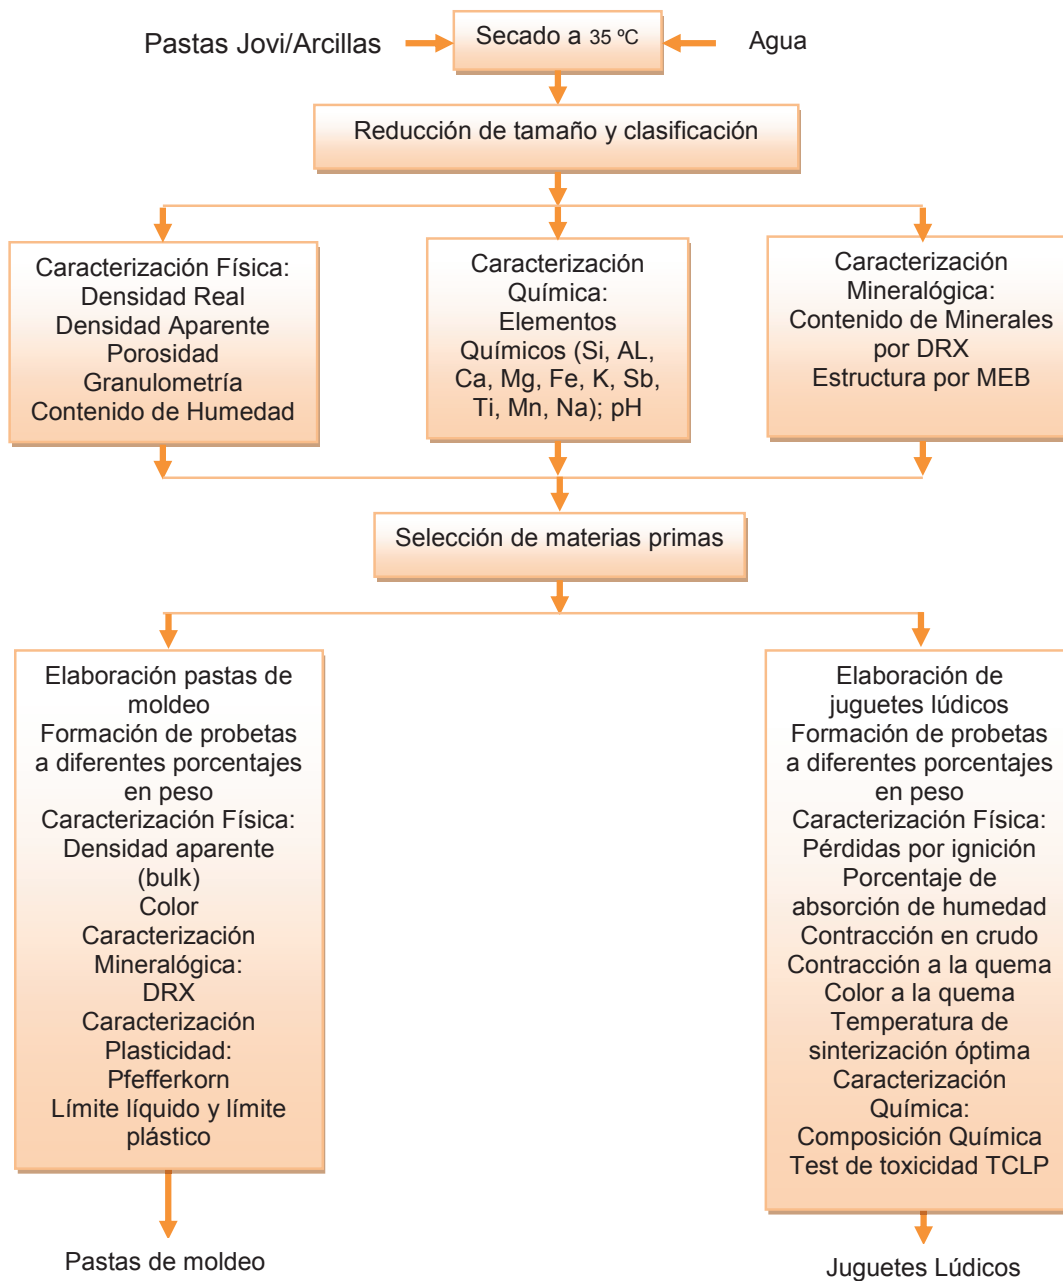 Pastas Jovi/Arcillas
Secado a 35 ºC
Agua
Reducción de tamaño y clasificación
Caracterización Física:
Densidad Real
Densidad Aparente
Porosidad
Granulometría
Contenido de Humedad
Caracterización
Química:
Elementos
Químicos (Si, AL,
Ca, Mg, Fe, K, Sb,
Ti, Mn, Na); pH
Caracterización
Mineralógica:
Contenido de Minerales
por DRX
Estructura por MEB
Selección de materias primas
Elaboración pastas de
moldeo
Formación de probetas
a diferentes porcentajes
en peso
Caracterización Física:
Densidad aparente
(bulk)
Color
Caracterización
Mineralógica:
DRX
Caracterización
Plasticidad:
Pfefferkorn
Límite líquido y límite
plástico
Elaboración de
juguetes lúdicos
Formación de probetas
a diferentes porcentajes
en peso
Caracterización Física:
Pérdidas por ignición
Porcentaje de
absorción de humedad
Contracción en crudo
Contracción a la quema
Color a la quema
Temperatura de
sinterización óptima
Caracterización
Química:
Composición Química
Test de toxicidad TCLP
Pastas de moldeo
Juguetes Lúdicos